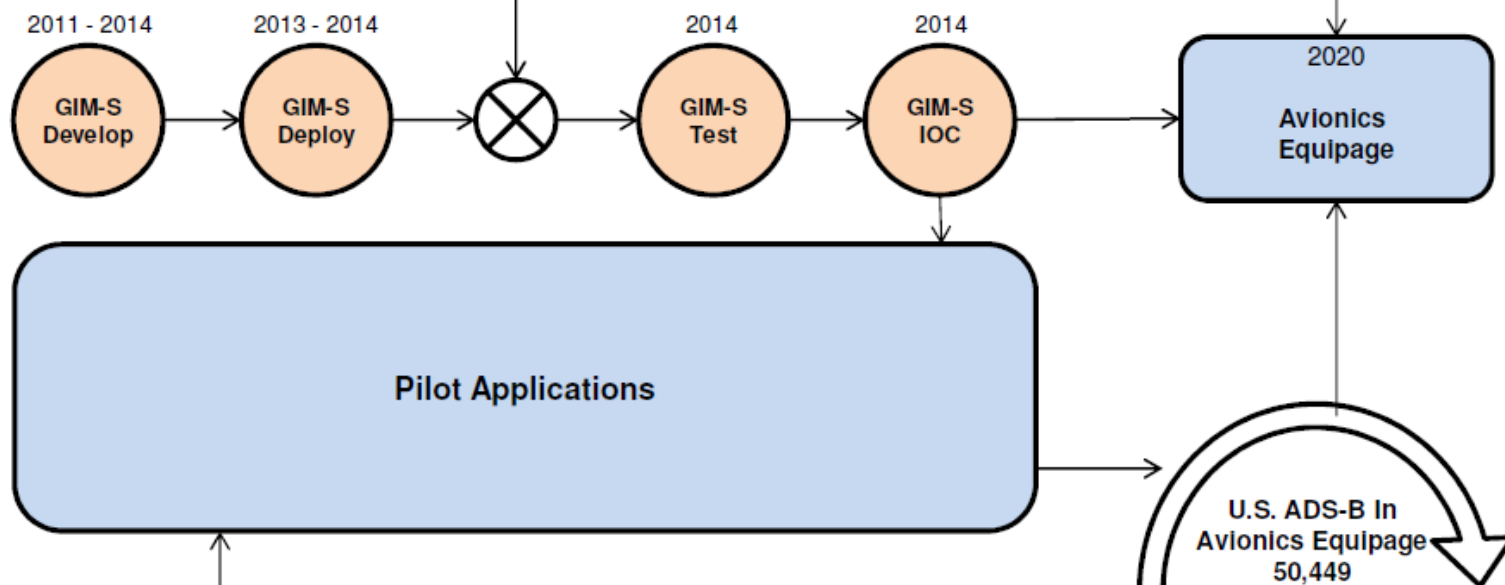 2011 - 2014
GIM-S
Develop
2013 - 2014
GIM-S
Deploy
2014
GIM-S
Test
2014
GIM-S
IOC
2020
Avionics
Equipage
Pilot Applications
U.S. ADS-B In
Avionics Equipage
50,449